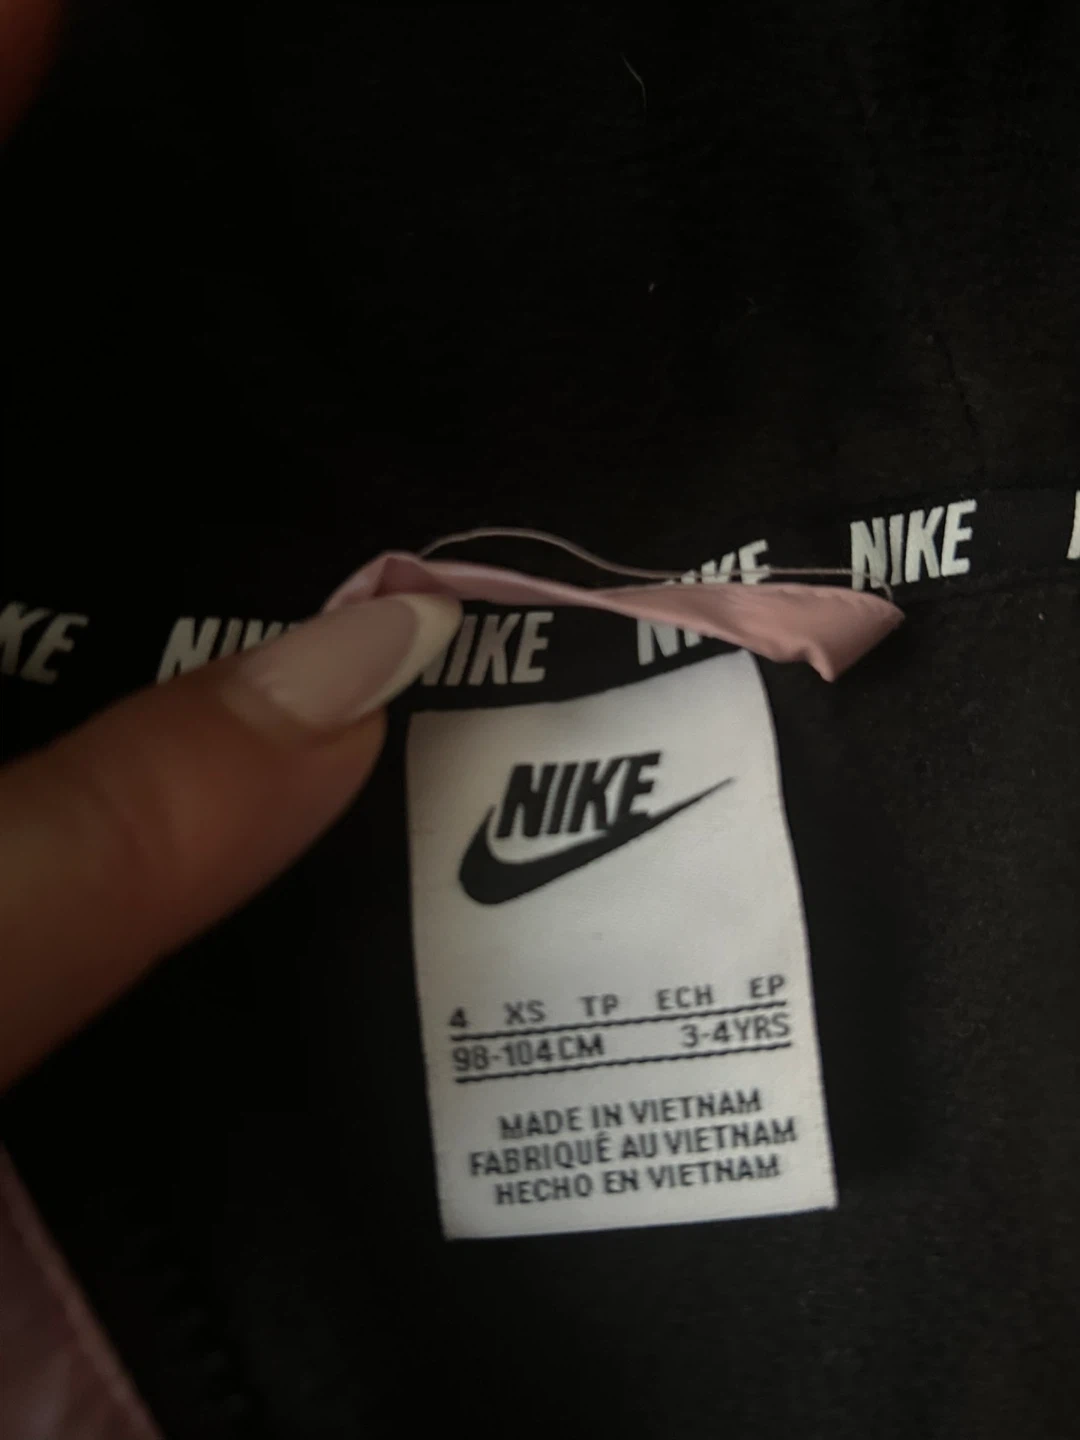 NIKE NIKE
NIKE
NIKE
4 XS TP ECH EP
98-104CM 3-4YRS
MADE IN VIETNAM
FABRIQUÊ AU VIETNAM
HECHO EN VIETNAM